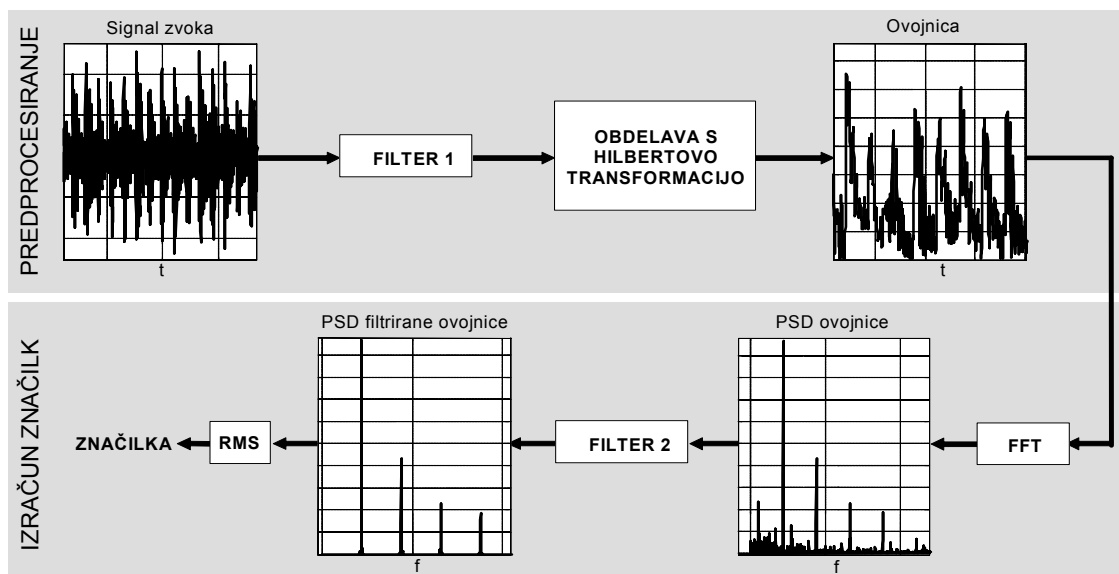 PREDPROCESIRANJE
Signal zvoka
t
FILTER 1
OBDELAVA S
HILBERTOVO
TRANSFORMACIJO
Ovojnica
t
IZRAČUN ZNAČILK
ZNAČILKA
RMS
PSD filtrirane ovojnice
f
FILTER 2
PSD ovojnice
f
FFT